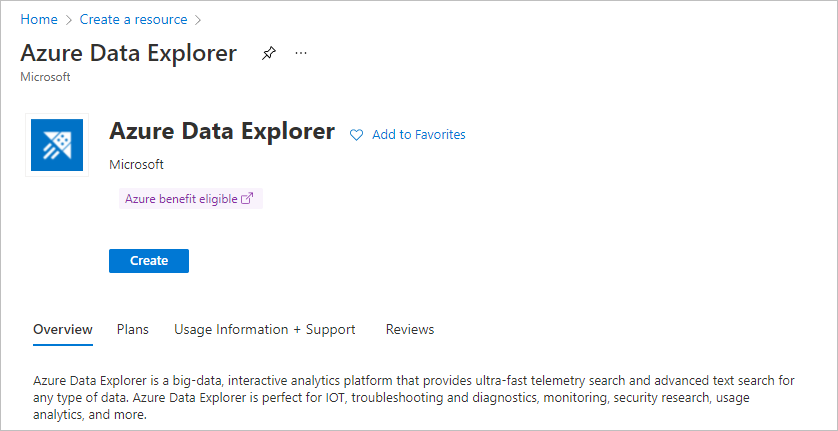 Home > Create a resource >
Azure Data Explorer ...
Microsoft
Azure Data Explorer Add to Favorites
Microsoft
Azure benefit eligible
Create
Overview Plans Usage Information + Support Reviews
Azure Data Explorer is a big-data, interactive analytics platform that provides ultra-fast telemetry search and advanced text search for
any type of data. Azure Data Explorer is perfect for IOT, troubleshooting and diagnostics, monitoring, security research, usage
analytics, and more.